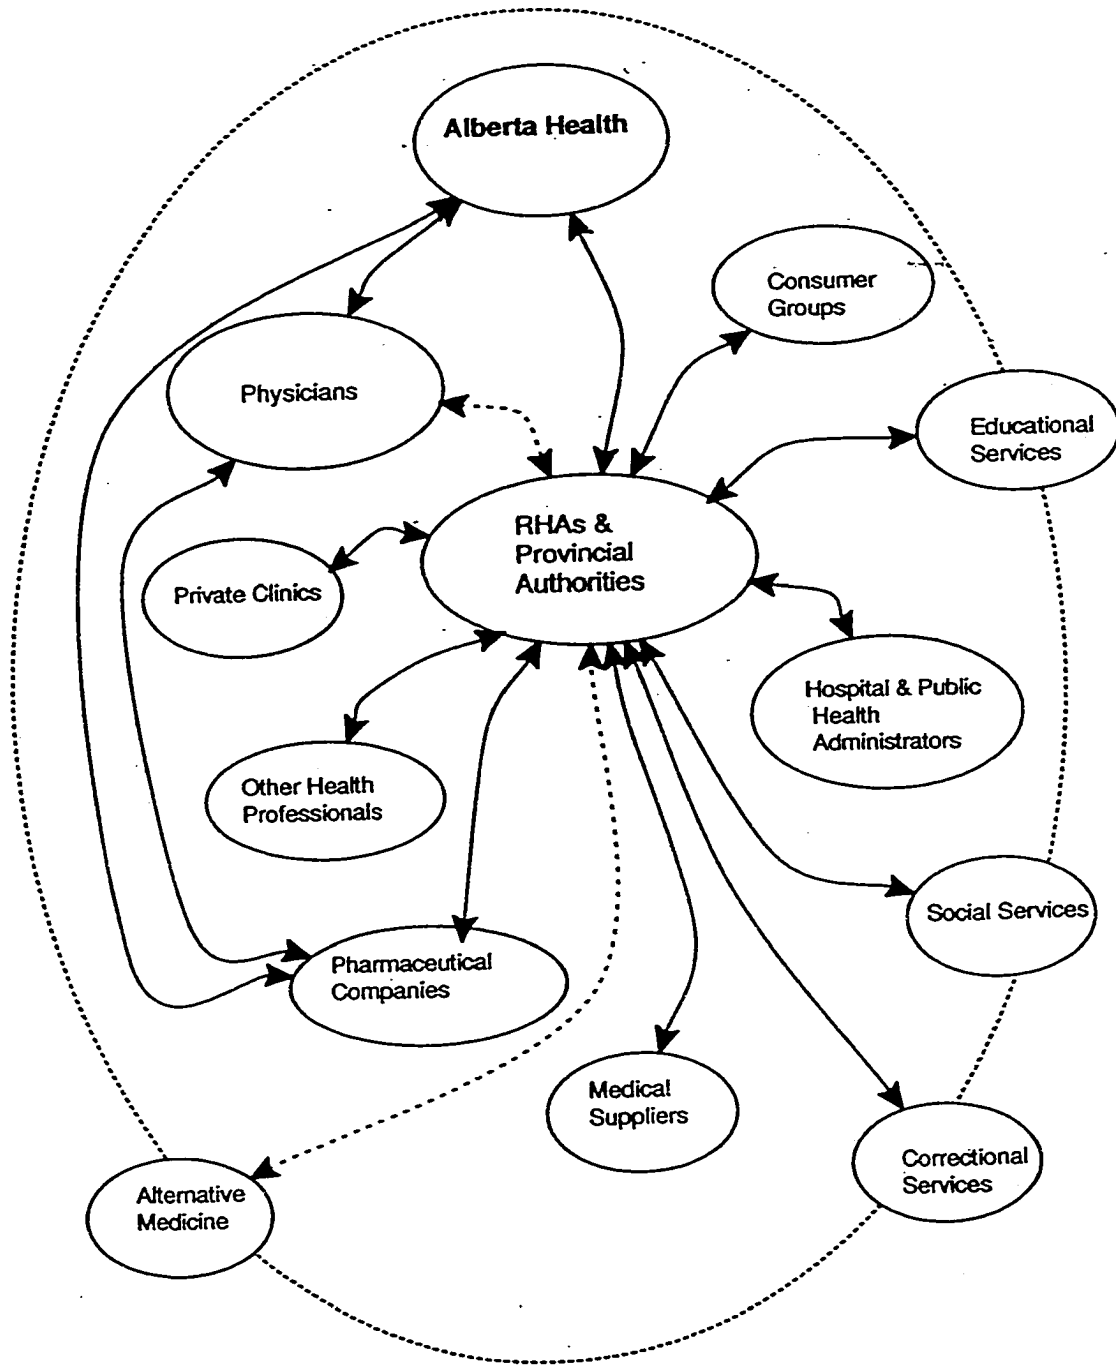 Alberta Health
Consumer
Groups
Physicians
Educational
Services
RHAs &
Provincial
Authorities
Private Clinics
Hospital & Public
Health
Administrators
Other Health
Professionals
Social Services
Pharmaceutical
Companies
Medical
Suppliers
Correctional
Services
Alternative
Medicine